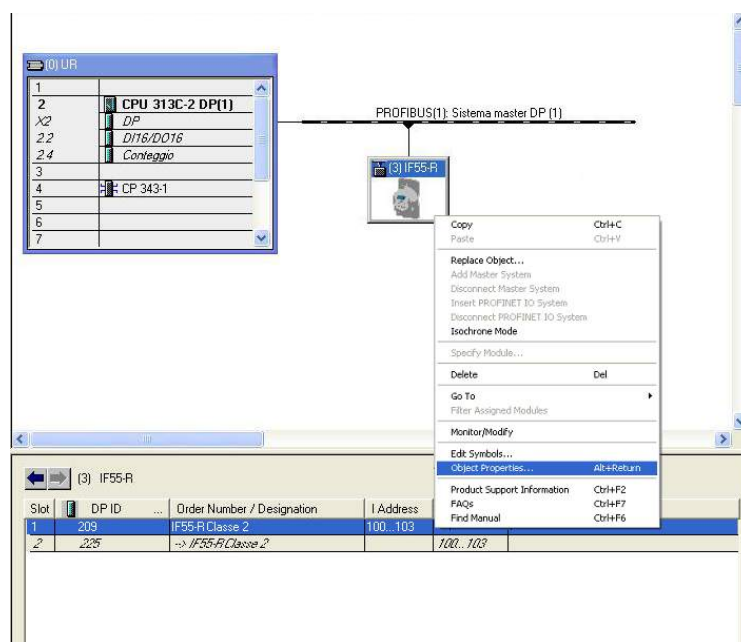 (0) UR
1
2 CPU 313C-2 DP(1)
X2 DP
2.2 DI16/DO16
2.4 Conteggio
3
4 CP 343-1
5
6
7
PROFIBUS(1): Sistema master DP (1)
(3) IF55-R
Copy Ctrl+C
Paste Ctrl+V
Replace Object...
Add Master System
Disconnect Master System
Insert PROFINET IO System
Disconnect PROFINET IO System
Isochrone Mode
Specify Module...
Delete Del
Go To
Filter Assigned Modules
Monitor/Modify
Edit Symbols...
Object Properties... Alt+Return
Product Support Information Ctrl+F2
FAQs Ctrl+F7
Find Manual Ctrl+F6
(3) IF55-R
Slot DP ID ... Order Number / Designation I Address
1 209 IF55-R Classe 2 100...103
2 225 --> IF55-R Classe 2 100...103